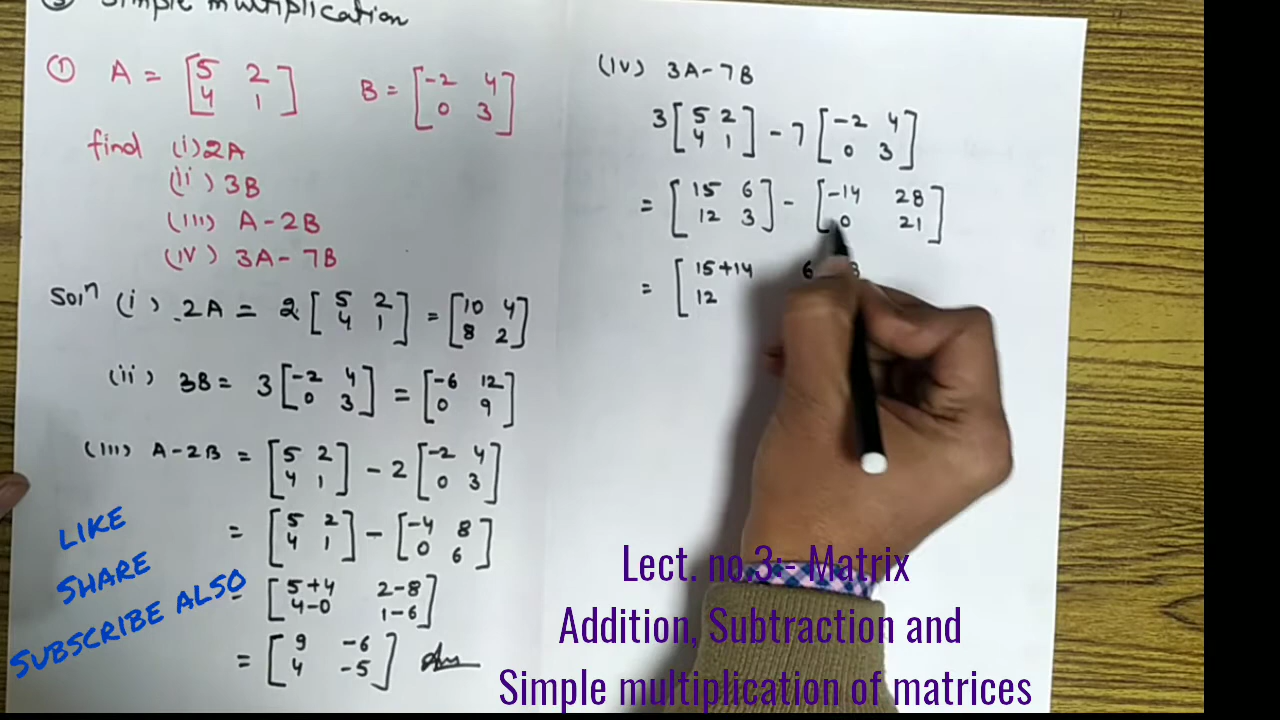 ③ Simple multiplication
① A = [5 2
4 1] B = [-2 4
0 3]
find (i) 2A
(ii) 3B
(iii) A - 2B
(iv) 3A - 7B
Solⁿ (i) 2A = 2 [5 2
4 1] = [10 4
8 2]
(ii) 3B = 3 [-2 4
0 3] = [-6 12
0 9]
(iii) A-2B = [5 2
4 1] - 2 [-2 4
0 3]
= [5 2
4 1] - [-4 8
0 6]
= [5+4 2-8
4-0 1-6]
= [9 -6
4 -5] Ans
(iv) 3A-7B
3 [5 2
4 1] - 7 [-2 4
0 3]
= [15 6
12 3] - [-14 28
0 21]
= [15+14 6
12
LIKE
SHARE
SUBSCRIBE ALSO
Lect. no.3:- Matrix
Addition, Subtraction and
Simple multiplication of matrices